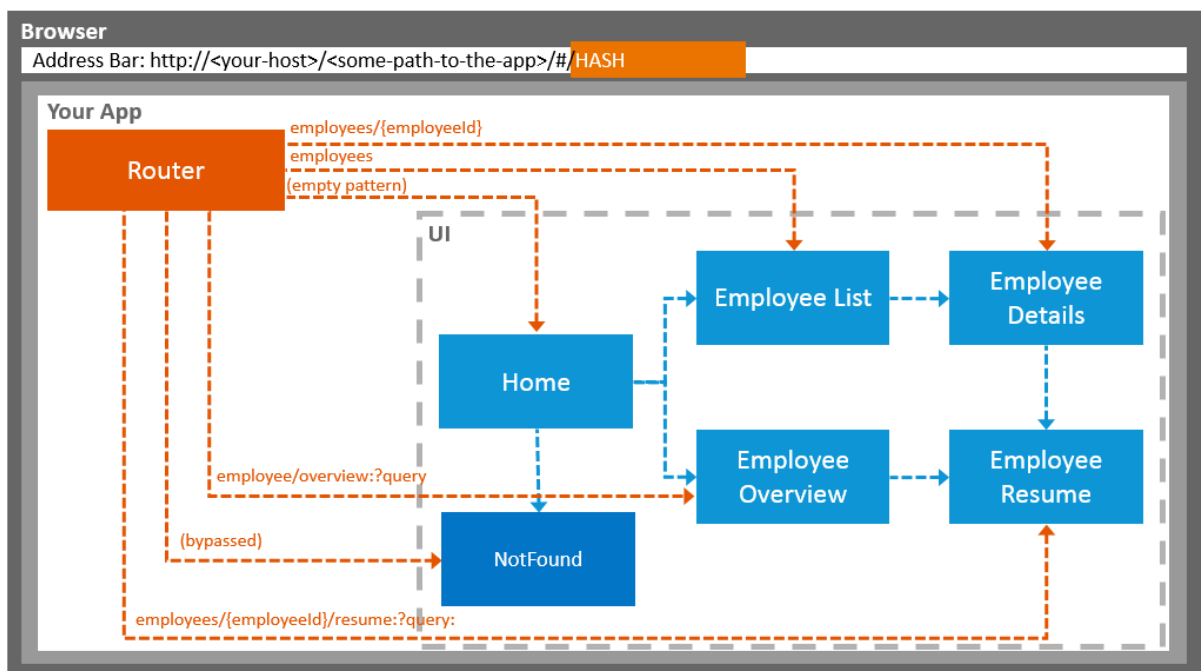 Browser
Address Bar: http://<your-host>/<some-path-to-the-app>/#/HASH
Your App
employees/{employeeId}
Router
employees
(empty pattern)
UI
Employee List
Employee
Details
Home
employee/overview:?query
Employee
Overview
Employee
Resume
(bypassed)
NotFound
employees/{employeeId}/resume:?query: